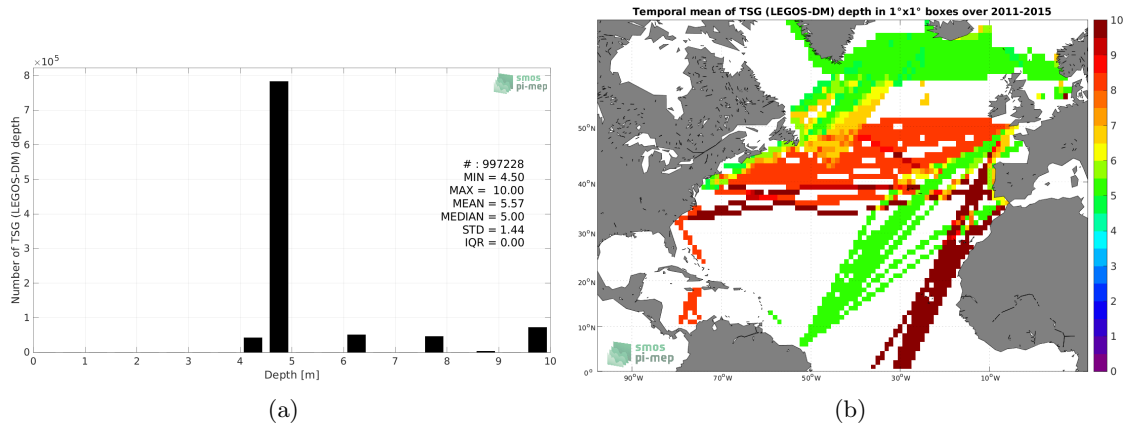 Temporal mean of TSG (LEGOS-DM) depth in 1°x1° boxes over 2011-2015
×10⁵
8
7
6
5
4
3
2
1
0
Number of TSG (LEGOS-DM) depth
smos
pi-mep
# : 997228
MIN = 4.50
MAX = 10.00
MEAN = 5.57
MEDIAN = 5.00
STD = 1.44
IQR = 0.00
0 1 2 3 4 5 6 7 8 9 10
Depth [m]
(a)
50°N
40°N
30°N
20°N
10°N
0°
90°W 70°W 50°W 30°W 10°W
smos
pi-mep
10
9
8
7
6
5
4
3
2
1
0
(b)